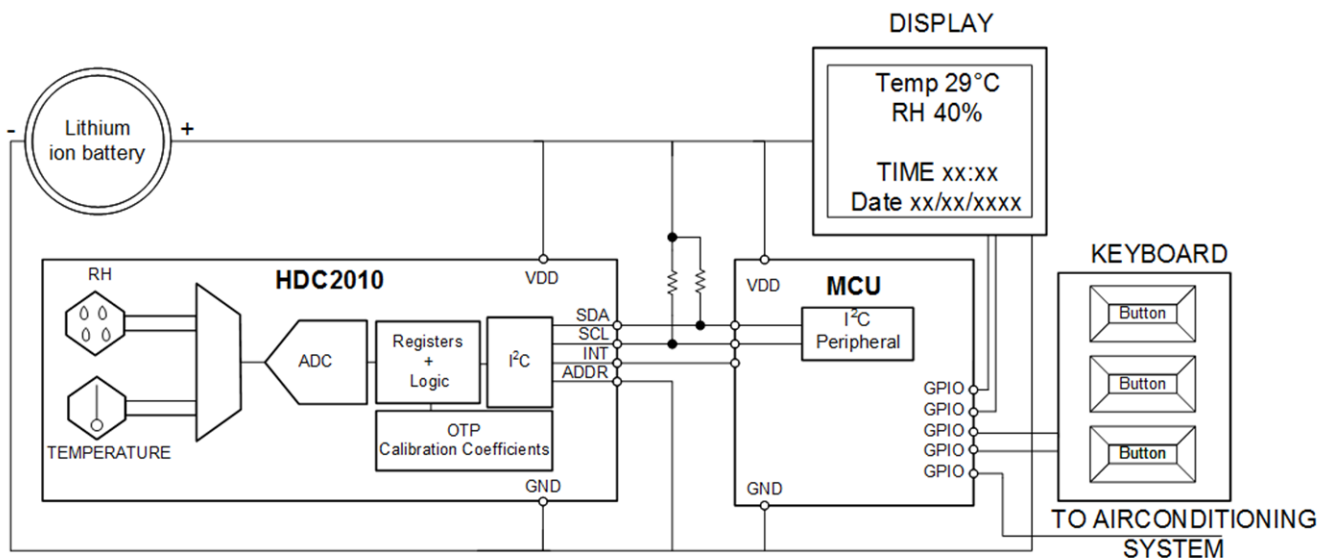 DISPLAY
Temp 29°C
RH 40%
TIME xx:xx
Date xx/xx/xxxx
-
Lithium
ion battery
+
KEYBOARD
Button
Button
Button
HDC2010
RH
TEMPERATURE
ADC
Registers
+
Logic
I²C
OTP
Calibration Coefficients
VDD
SDA
SCL
INT
ADDR
GND
MCU
VDD
I²C
Peripheral
GPIO
GPIO
GPIO
GPIO
GPIO
GND
TO AIRCONDITIONING
SYSTEM